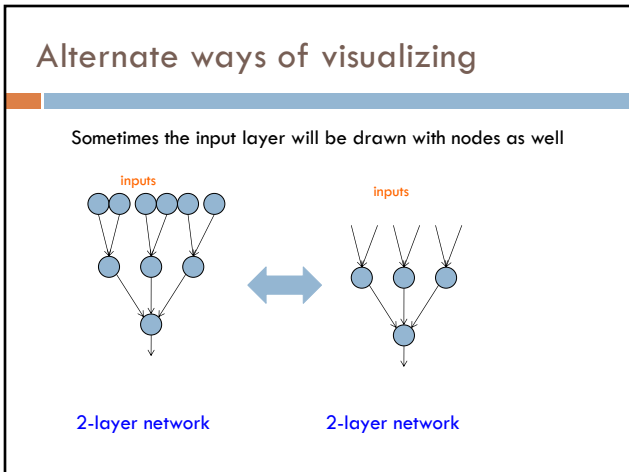 Alternate ways of visualizing
Sometimes the input layer will be drawn with nodes as well
inputs
inputs
2-layer network
2-layer network